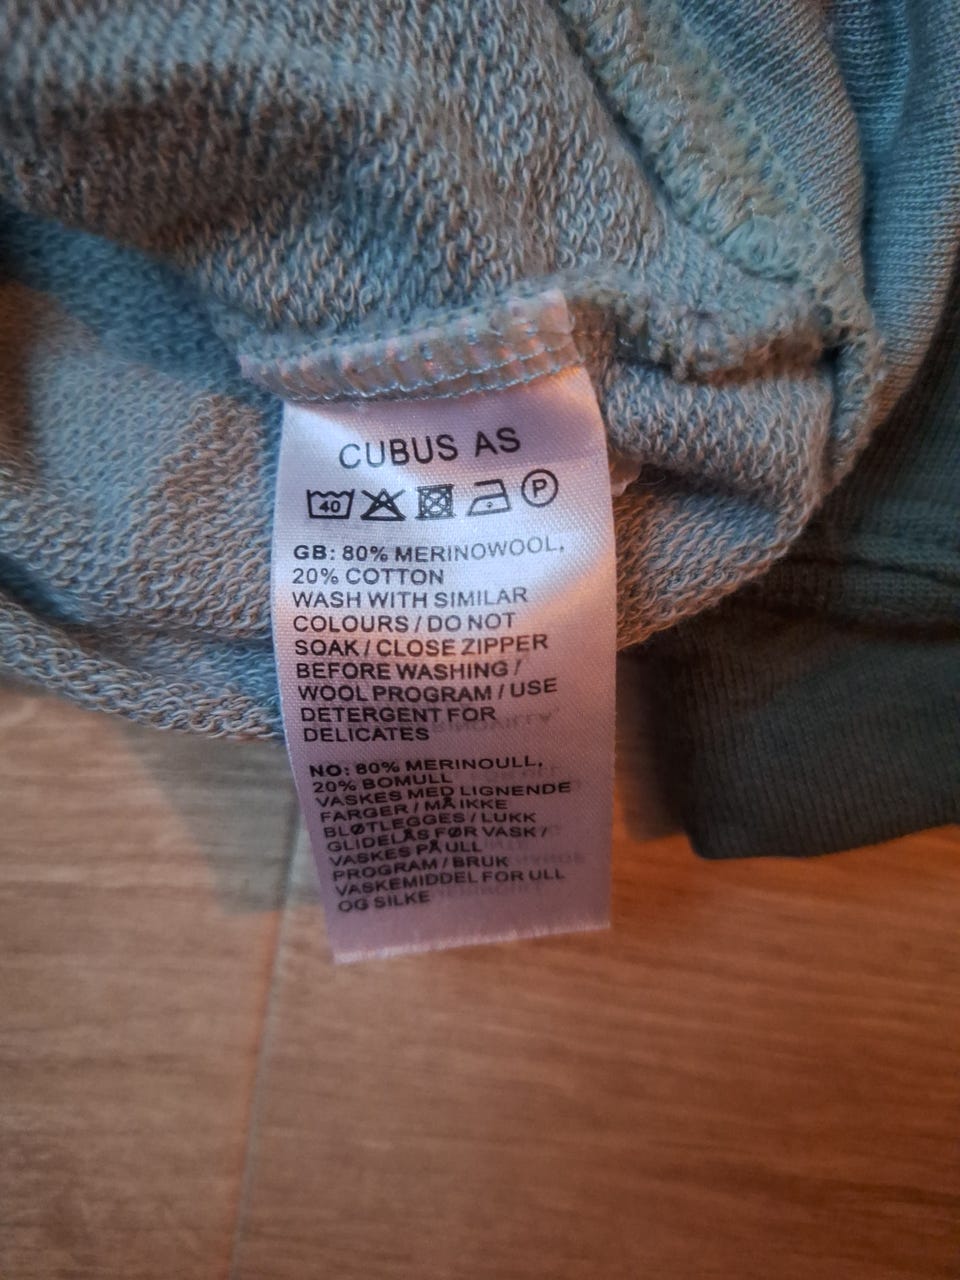 CUBUS AS
40 P
GB: 80% MERINOWOOL,
20% COTTON
WASH WITH SIMILAR
COLOURS / DO NOT
SOAK / CLOSE ZIPPER
BEFORE WASHING /
WOOL PROGRAM / USE
DETERGENT FOR
DELICATES
NO: 80% MERINOULL,
20% BOMULL
VASKES MED LIGNENDE
FARGER / MÅ IKKE
BLØTLEGGES / LUKK
GLIDELÅS FØR VASK /
VASKES PÅ ULL
PROGRAM / BRUK
VASKEMIDDEL FOR ULL
OG SILKE